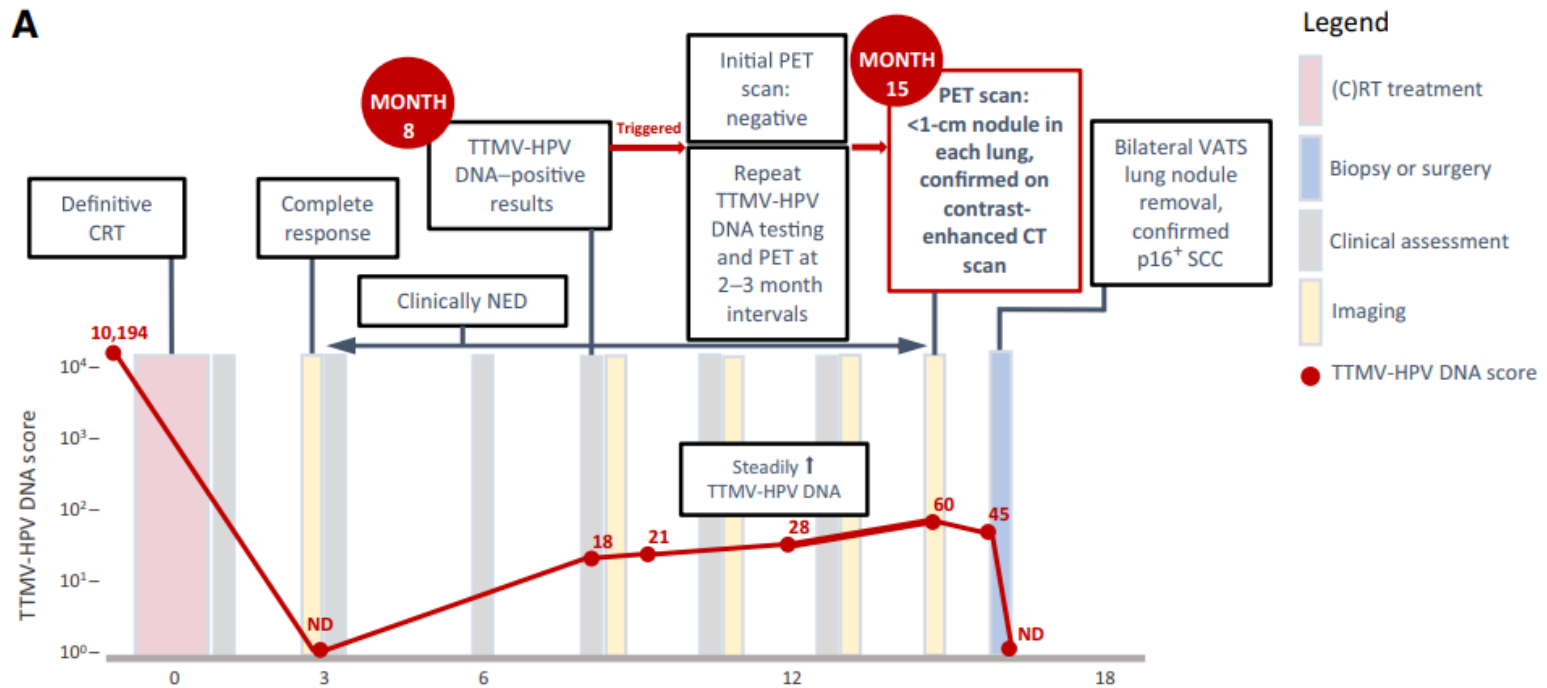 A
MONTH
8
TTMV-HPV
DNA–positive
results
Triggered
Initial PET
scan:
negative
Repeat
TTMV-HPV
DNA testing
and PET at
2–3 month
intervals
MONTH
15
PET scan:
<1-cm nodule in
each lung,
confirmed on
contrast-
enhanced CT
scan
Bilateral VATS
lung nodule
removal,
confirmed
p16⁺ SCC
Definitive
CRT
Complete
response
Clinically NED
Legend
(C)RT treatment
Biopsy or surgery
Clinical assessment
Imaging
TTMV-HPV DNA score
TTMV-HPV DNA score
10⁴
10³
10²
10¹
10⁰
10,194
ND
18
21
28
60
45
ND
Steadily ↑
TTMV-HPV DNA
0
3
6
12
18